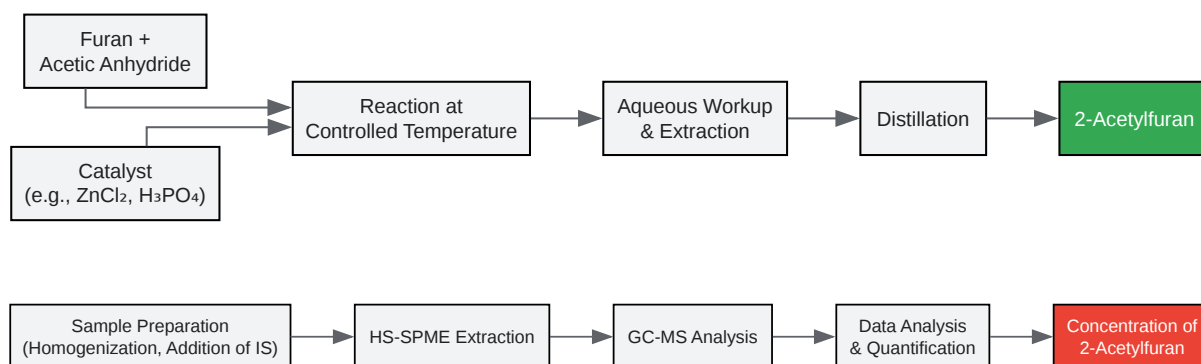 Furan +
Acetic Anhydride
Catalyst
(e.g., ZnCl₂, H₃PO₄)
Reaction at
Controlled Temperature
Aqueous Workup
& Extraction
Distillation
2-Acetylfuran
Sample Preparation
(Homogenization, Addition of IS)
HS-SPME Extraction
GC-MS Analysis
Data Analysis
& Quantification
Concentration of
2-Acetylfuran